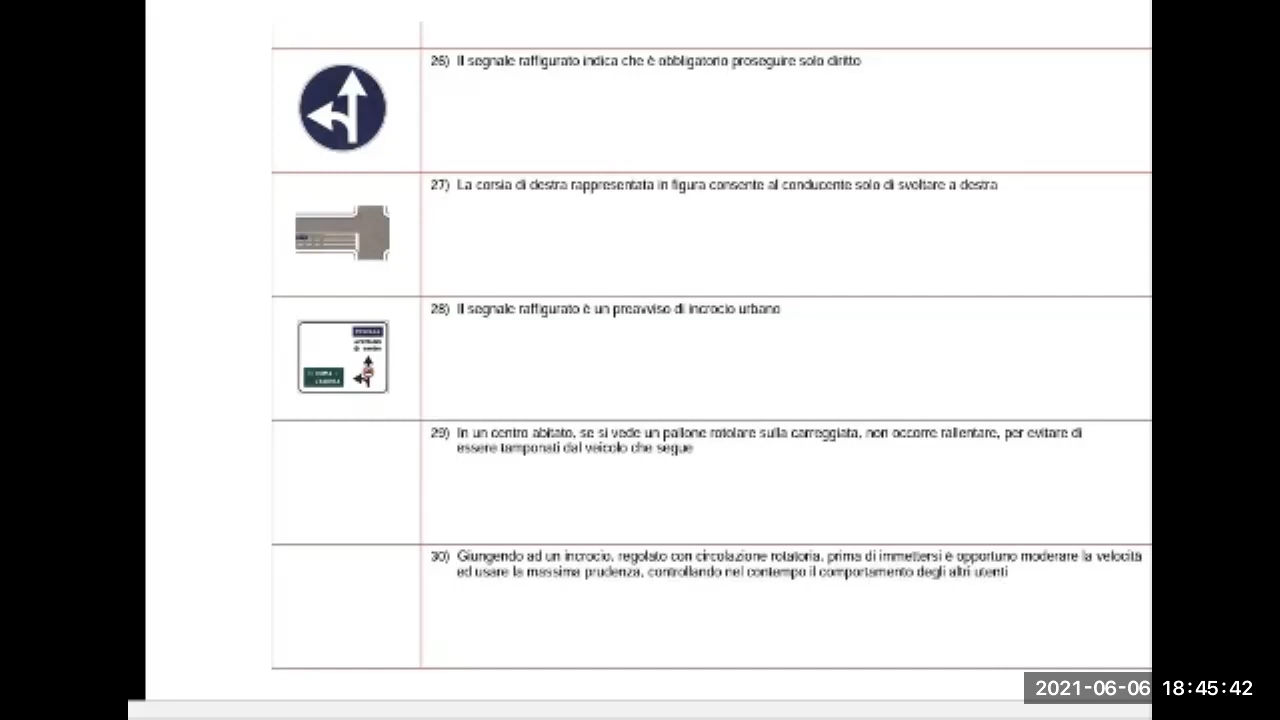 26) Il segnale raffigurato indica che è obbligatorio proseguire solo diritto
27) La corsia di destra rappresentata in figura consente al conducente solo di svoltare a destra
28) Il segnale raffigurato è un preavviso di incrocio urbano
29) In un centro abitato, se si vede un pallone rotolare sulla carreggiata, non occorre rallentare, per evitare di
essere tamponati dal veicolo che segue
30) Giungendo ad un incrocio, regolato con circolazione rotatoria, prima di immettersi è opportuno moderare la velocità
ed usare la massima prudenza, controllando nel contempo il comportamento degli altri utenti
2021-06-06 18:45:42